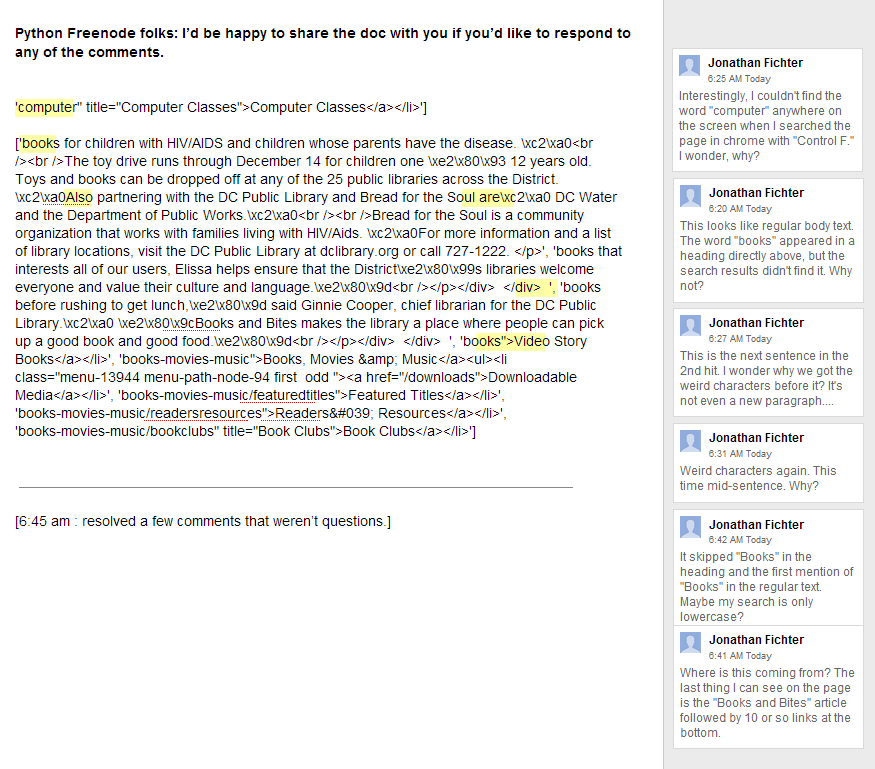 Python Freenode folks: I’d be happy to share the doc with you if you’d like to respond to
any of the comments.
'computer" title="Computer Classes">Computer Classes</a></li>']
['books for children with HIV/AIDS and children whose parents have the disease. \xc2\xa0<br
/><br />The toy drive runs through December 14 for children one \xe2\x80\x93 12 years old.
Toys and books can be dropped off at any of the 25 public libraries across the District.
\xc2\xa0Also partnering with the DC Public Library and Bread for the Soul are\xc2\xa0 DC Water
and the Department of Public Works.\xc2\xa0<br /><br />Bread for the Soul is a community
organization that works with families living with HIV/Aids. \xc2\xa0For more information and a list
of library locations, visit the DC Public Library at dclibrary.org or call 727-1222. </p>', 'books that
interests all of our users, Elissa helps ensure that the District\xe2\x80\x99s libraries welcome
everyone and value their culture and language.\xe2\x80\x9d<br /></p></div>  </div>  ', 'books
before rushing to get lunch,\xe2\x80\x9d said Ginnie Cooper, chief librarian for the DC Public
Library.\xc2\xa0 \xe2\x80\x9cBooks and Bites makes the library a place where people can pick
up a good book and good food.\xe2\x80\x9d<br /></p></div>  </div>  ', 'books">Video Story
Books</a></li>', 'books-movies-music">Books, Movies &amp; Music</a><ul><li
class="menu-13944 menu-path-node-94 first  odd "><a href="/downloads">Downloadable
Media</a></li>', 'books-movies-music/featuredtitles">Featured Titles</a></li>',
'books-movies-music/readersresources">Readers&#039; Resources</a></li>',
'books-movies-music/bookclubs" title="Book Clubs">Book Clubs</a></li>']
[6:45 am : resolved a few comments that weren’t questions.]
Jonathan Fichter
6:25 AM Today
Interestingly, I couldn't find the
word "computer" anywhere on
the screen when I searched the
page in chrome with "Control F."
I wonder, why?
Jonathan Fichter
6:20 AM Today
This looks like regular body text.
The word "books" appeared in a
heading directly above, but the
search results didn't find it. Why
not?
Jonathan Fichter
6:27 AM Today
This is the next sentence in the
2nd hit. I wonder why we got the
weird characters before it? It's
not even a new paragraph....
Jonathan Fichter
6:31 AM Today
Weird characters again. This
time mid-sentence. Why?
Jonathan Fichter
6:42 AM Today
It skipped "Books" in the
heading and the first mention of
"Books" in the regular text.
Maybe my search is only
lowercase?
Jonathan Fichter
6:41 AM Today
Where is this coming from? The
last thing I can see on the page
is the "Books and Bites" article
followed by 10 or so links at the
bottom.